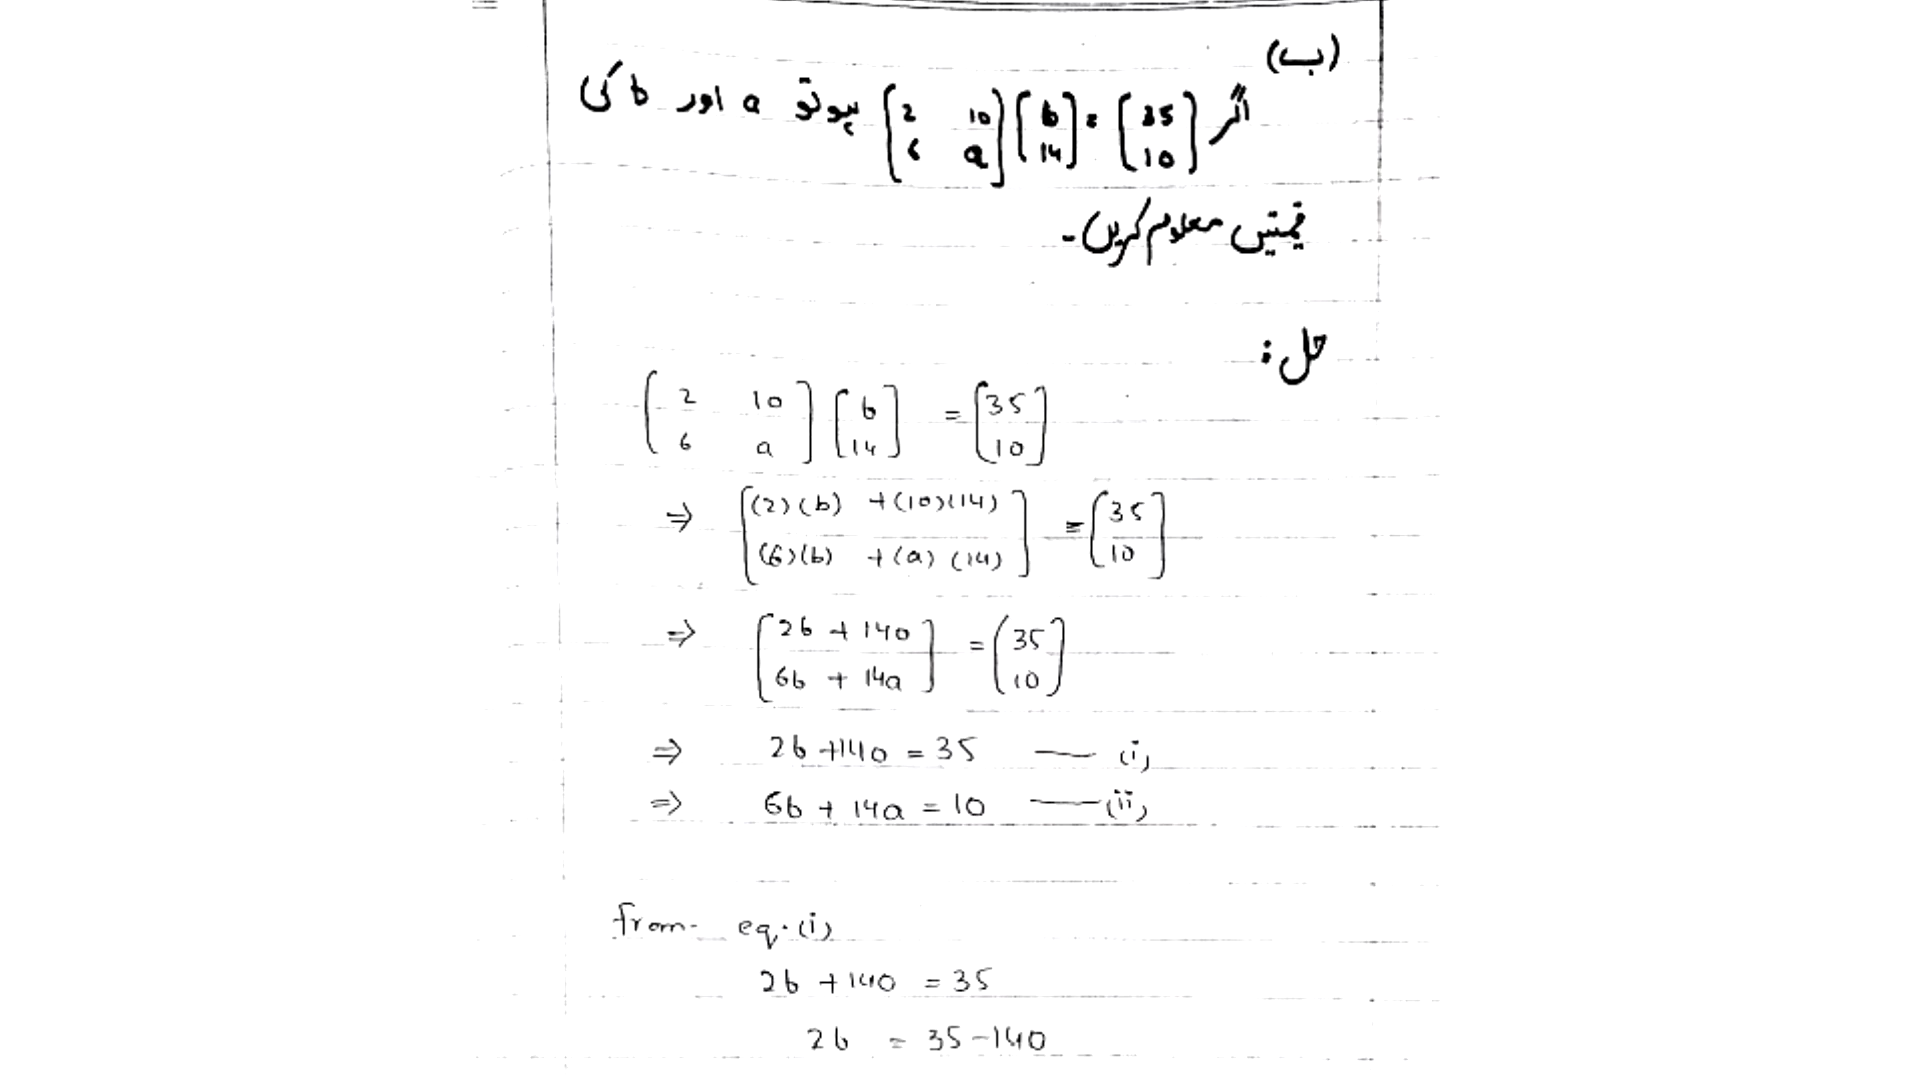 (ب)
اگر [2 10 6 a] [b 14] = [35 10] ہو تو a اور b کی
قیمتیں معلوم کریں۔
حل:
[2 10 6 a] [b 14] = [35 10]
⇒ [(2)(b) + (10)(14) (6)(b) + (a)(14)] = [35 10]
⇒ [2b + 140 6b + 14a] = [35 10]
⇒ 2b + 140 = 35 —— (i)
⇒ 6b + 14a = 10 —— (ii)
from eq.(i)
2b + 140 = 35
2b = 35 - 140